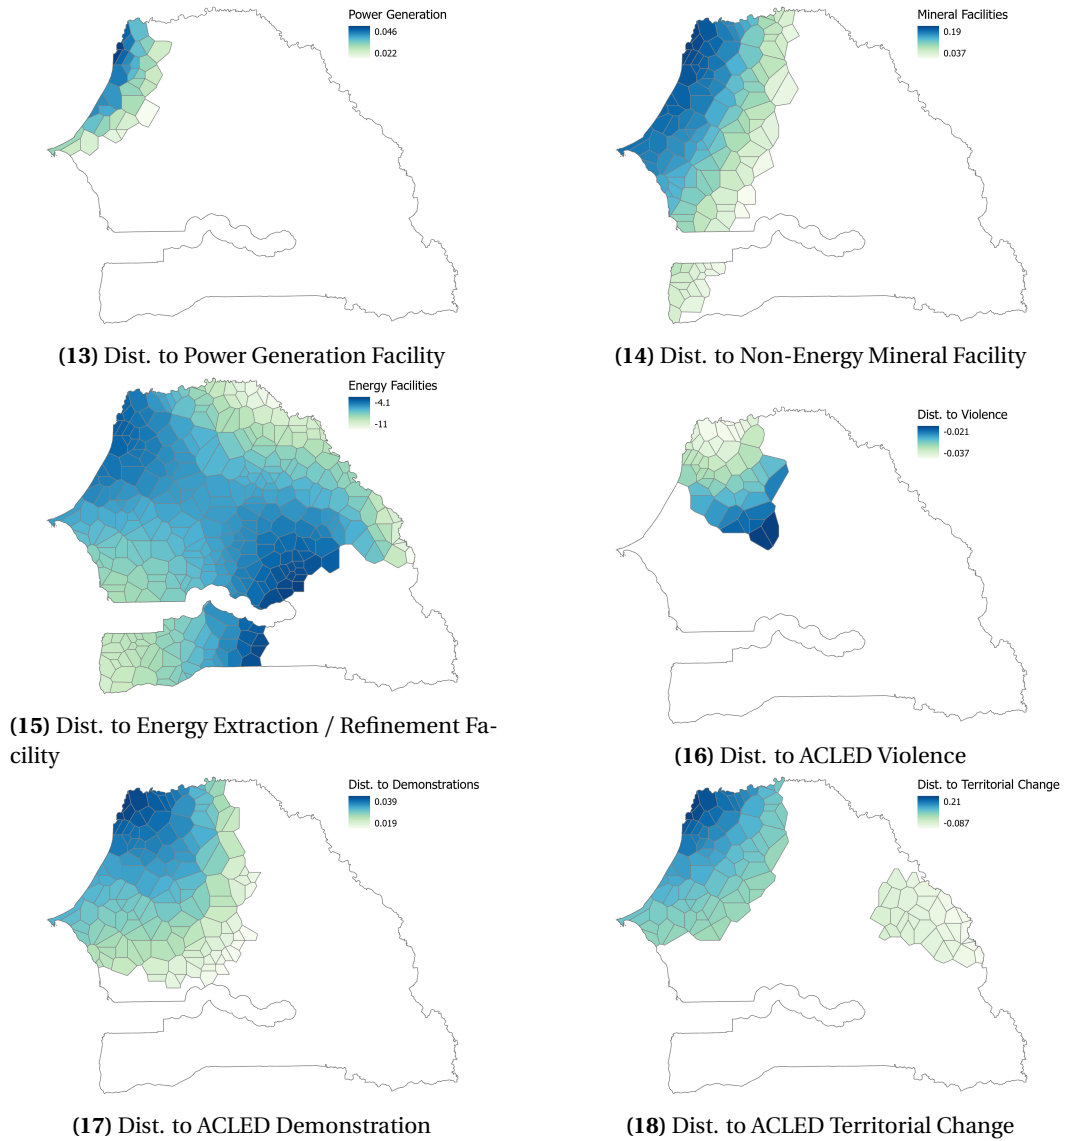 Power Generation
0.046
0.022
(13) Dist. to Power Generation Facility
Mineral Facilities
0.19
0.037
(14) Dist. to Non-Energy Mineral Facility
Energy Facilities
-4.1
-11
(15) Dist. to Energy Extraction / Refinement Fa-
cility
Dist. to Violence
-0.021
-0.037
(16) Dist. to ACLED Violence
Dist. to Demonstrations
0.039
0.019
(17) Dist. to ACLED Demonstration
Dist. to Territorial Change
0.21
-0.087
(18) Dist. to ACLED Territorial Change